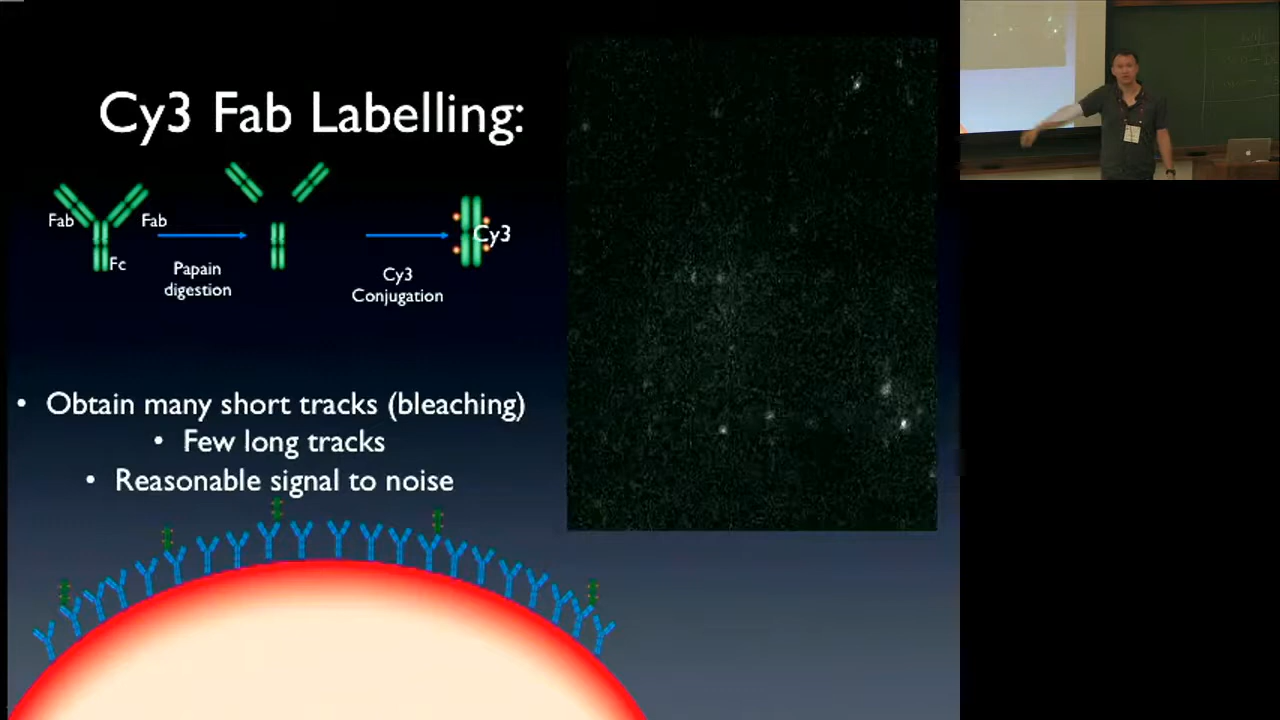 Cy3 Fab Labelling:
Fab
Fab
Fc
Papain
digestion
Cy3
Conjugation
Cy3
• Obtain many short tracks (bleaching)
• Few long tracks
• Reasonable signal to noise